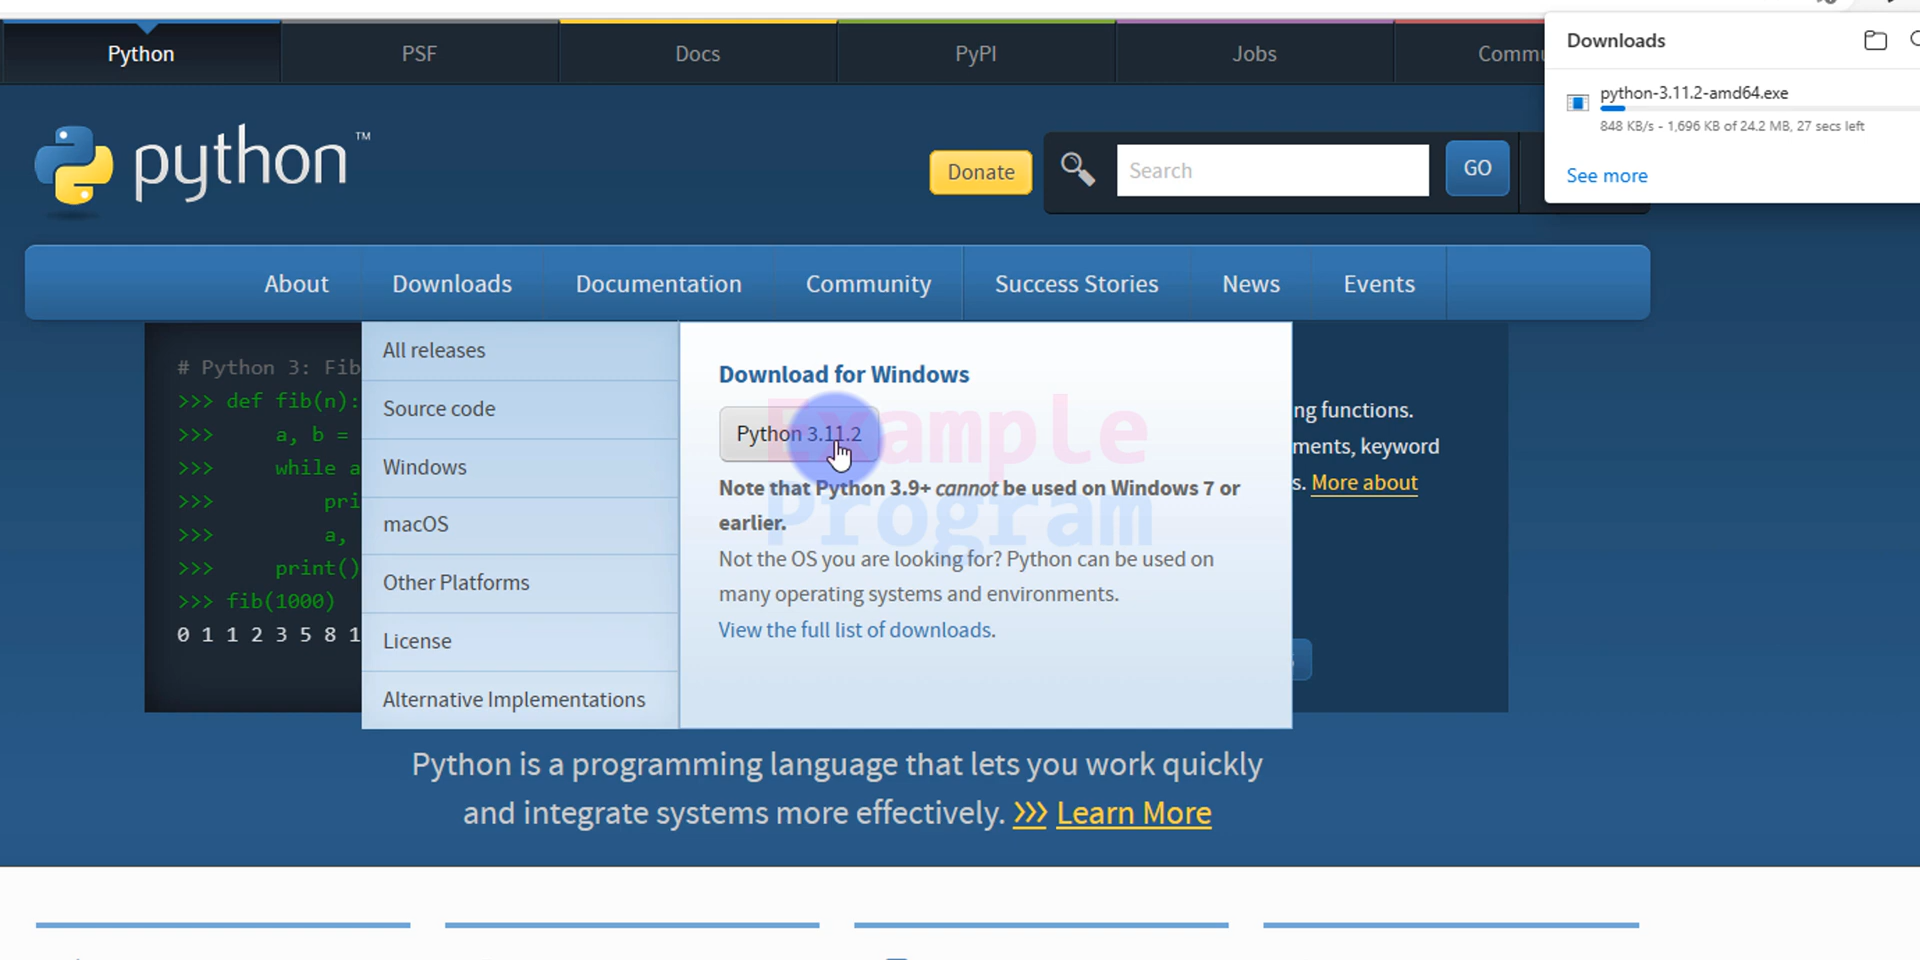 Python
PSF
Docs
PyPI
Jobs
Commu
Downloads
python-3.11.2-amd64.exe
848 KB/s - 1,696 KB of 24.2 MB, 27 secs left
See more
python™
Donate
Search
GO
About
Downloads
Documentation
Community
Success Stories
News
Events
# Python 3: Fib
>>> def fib(n):
>>> a, b =
>>> while a
>>> pri
>>> a,
>>> print()
>>> fib(1000)
0 1 1 2 3 5 8 1
All releases
Source code
Windows
macOS
Other Platforms
License
Alternative Implementations
Download for Windows
Python 3.11.2
Note that Python 3.9+ cannot be used on Windows 7 or
earlier.
Not the OS you are looking for? Python can be used on
many operating systems and environments.
View the full list of downloads.
Example
Program
ng functions.
ments, keyword
s. More about
Python is a programming language that lets you work quickly
and integrate systems more effectively. >>> Learn More